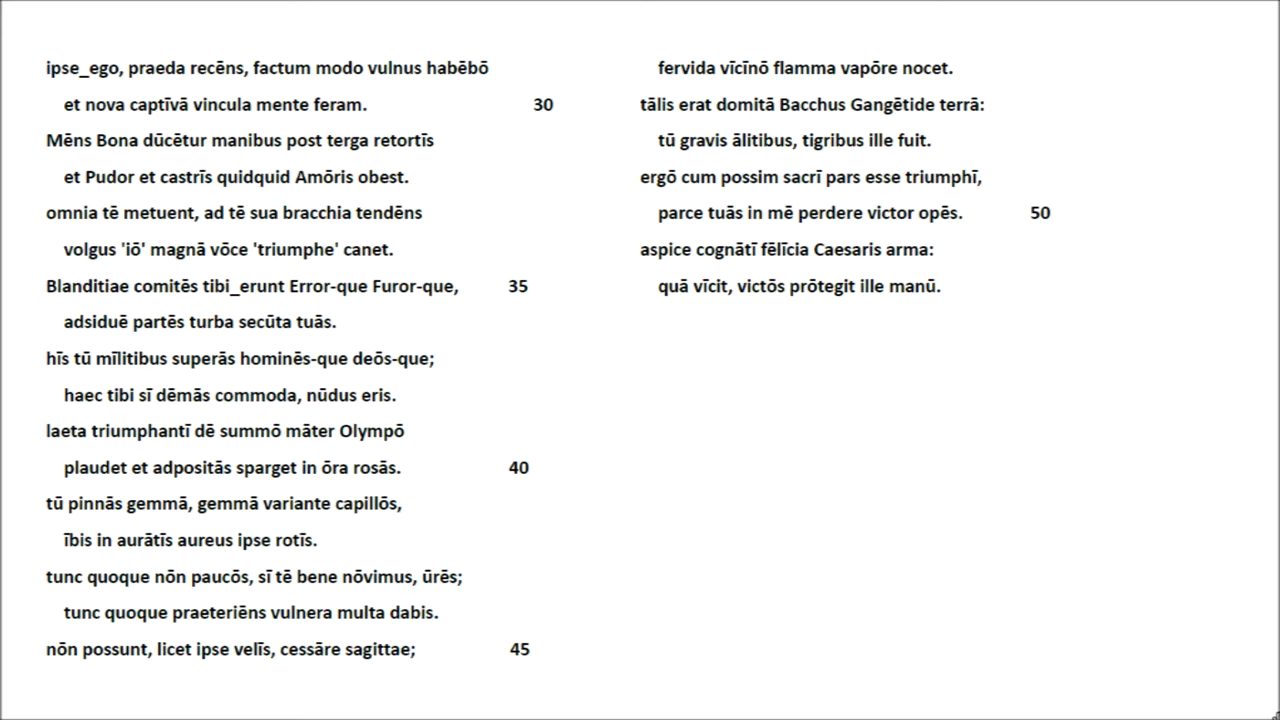 ipse_ego, praeda recēns, factum modo vulnus habēbō
et nova captīvā vincula mente feram. 30
Mēns Bona dūcētur manibus post terga retortīs
et Pudor et castrīs quidquid Amōris obest.
omnia tē metuent, ad tē sua bracchia tendēns
volgus 'iō' magnā vōce 'triumphe' canet.
Blanditiae comitēs tibi_erunt Error-que Furor-que, 35
adsiduē partēs turba secūta tuās.
hīs tū mīlitibus superās hominēs-que deōs-que;
haec tibi sī dēmās commoda, nūdus eris.
laeta triumphantī dē summō māter Olympō
plaudet et adpositās sparget in ōra rosās. 40
tū pinnās gemmā, gemmā variante capillōs,
ībis in aurātīs aureus ipse rotīs.
tunc quoque nōn paucōs, sī tē bene nōvimus, ūrēs;
tunc quoque praeteriēns vulnera multa dabis.
nōn possunt, licet ipse velīs, cessāre sagittae; 45
fervida vīcīnō flamma vapōre nocet.
tālis erat domitā Bacchus Gangētide terrā:
tū gravis ālitibus, tigribus ille fuit.
ergō cum possim sacrī pars esse triumphī,
parce tuās in mē perdere victor opēs. 50
aspice cognātī fēlīcia Caesaris arma:
quā vīcit, victōs prōtegit ille manū.